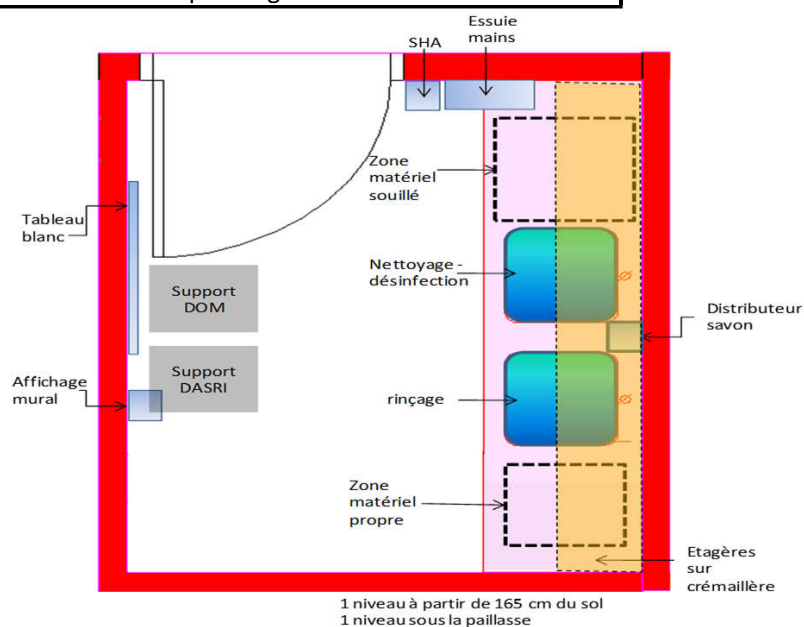 SHA
Essuie
mains
Zone
matériel
souillé
Tableau
blanc
Nettoyage -
désinfection
Support
DOM
Distributeur
savon
Support
DASRI
Affichage
mural
rinçage
Zone
matériel
propre
Etagères
sur
crémaillère
1 niveau à partir de 165 cm du sol
1 niveau sous la paillasse